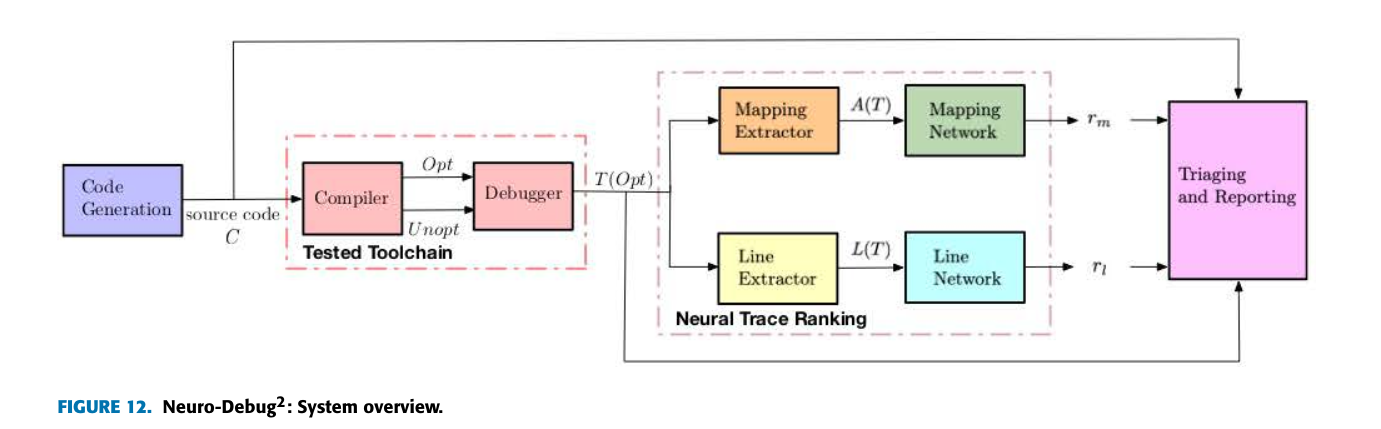 Code
Generation
source code
C
Compiler
Opt
Unopt
Debugger
Tested Toolchain
T(Opt)
Mapping
Extractor
A(T)
Mapping
Network
r_m
Line
Extractor
L(T)
Line
Network
r_l
Neural Trace Ranking
Triaging
and Reporting
FIGURE 12. Neuro-Debug²: System overview.